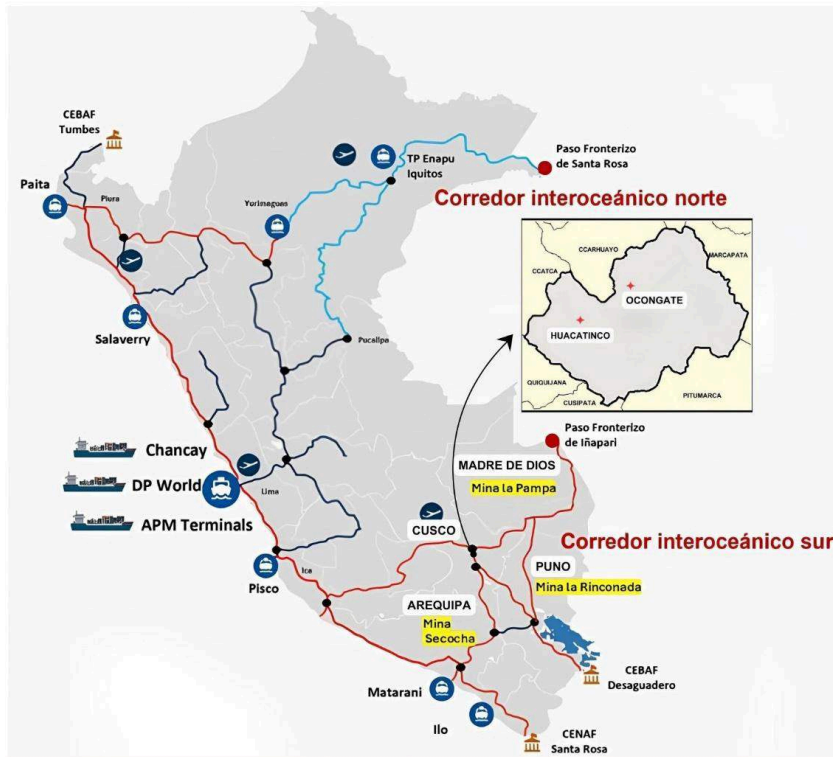 CEBAF
Tumbes
Paita
Piura
Yurinaguas
TP Enapu
Iquitos
Paso Fronterizo
de Santa Rosa
Corredor interoceánico norte
CCARHUAYO
MARCAPATA
CCATCA
OCONGATE
HUACATINCO
QUIQUIJANA
CUSIPATA
PITUMARCA
Salaverry
Pucallpa
Paso Fronterizo
de Iñapari
Chancay
DP World
APM Terminals
Lima
MADRE DE DIOS
Mina la Pampa
CUSCO
Corredor interoceánico sur
Pisco
Ica
PUNO
Mina la Rinconada
AREQUIPA
Mina
Secocha
Matarani
Ilo
CEBAF
Desaguadero
CENAF
Santa Rosa